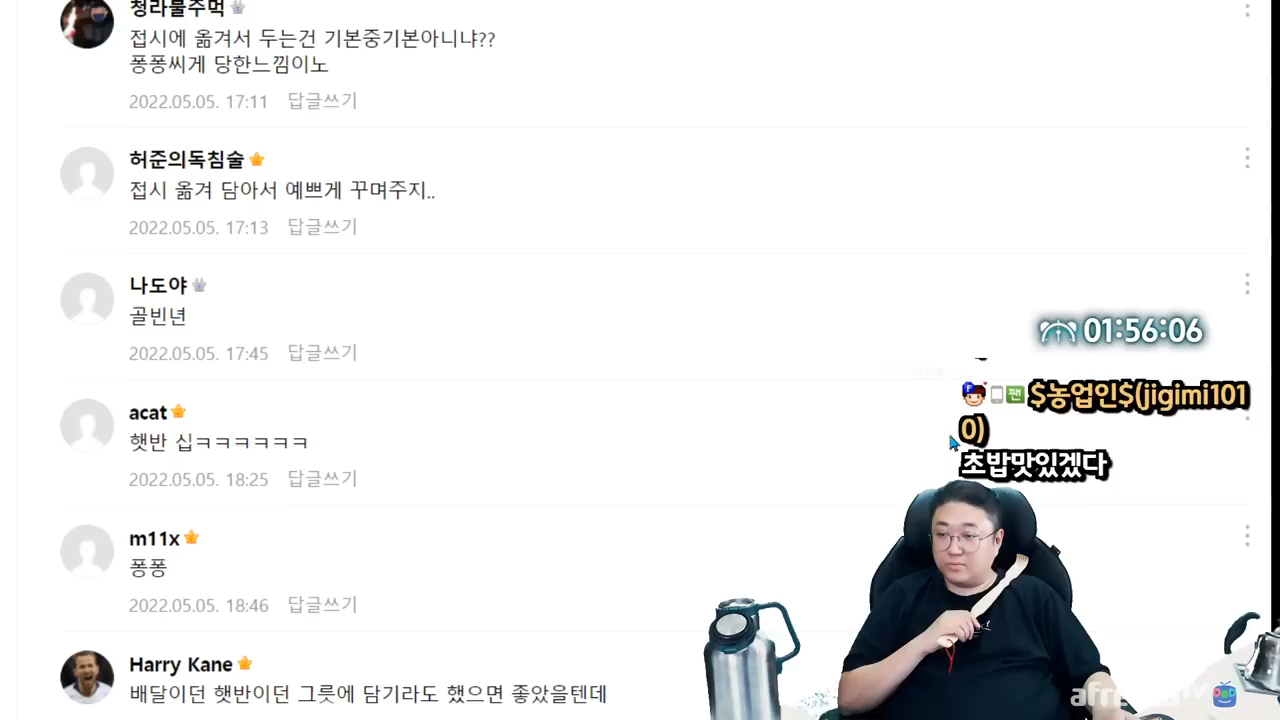 청라불주먹
접시에 옮겨서 두는건 기본중기본아니냐??
퐁퐁씨게 당한느낌이노
2022.05.05. 17:11 답글쓰기
허준의독침술
접시 옮겨 담아서 예쁘게 꾸며주지..
2022.05.05. 17:13 답글쓰기
나도야
골빈년
2022.05.05. 17:45 답글쓰기
01:56:06
acat
햇반 십ㅋㅋㅋㅋㅋㅋ
2022.05.05. 18:25 답글쓰기
팬 $농업인$(jigimi101
0)
초밥맛있겠다
m11x
퐁퐁
2022.05.05. 18:46 답글쓰기
Harry Kane
배달이던 햇반이던 그릇에 담기라도 했으면 좋았을텐데